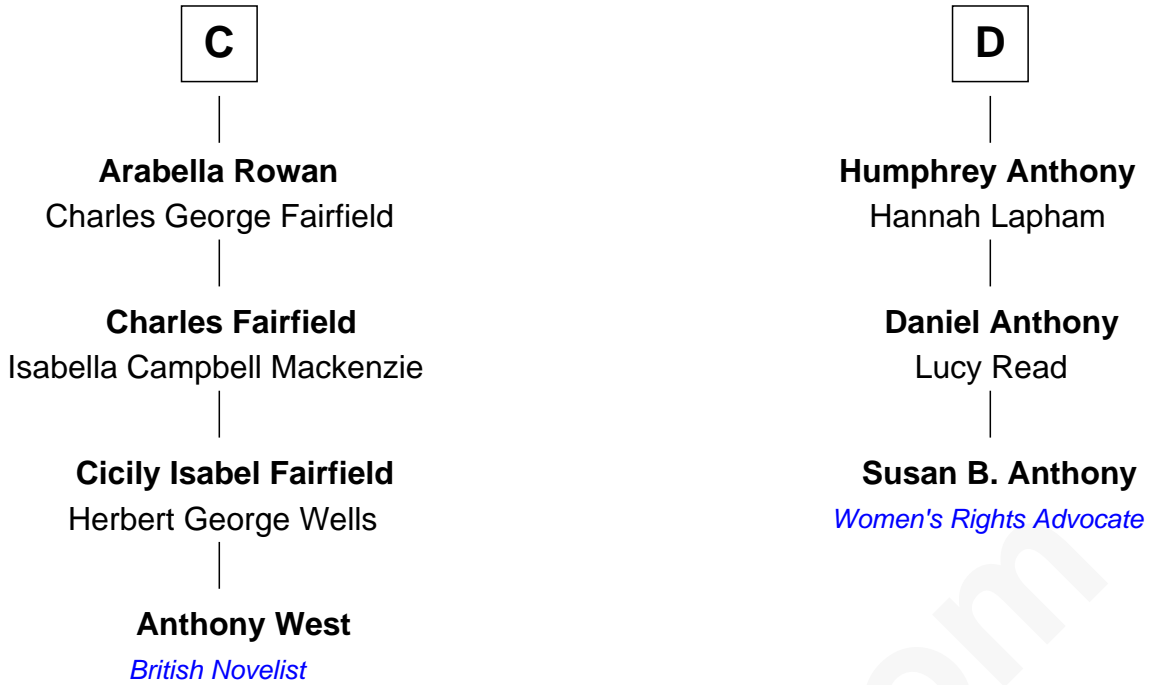 C
Arabella Rowan
Charles George Fairfield
Charles Fairfield
Isabella Campbell Mackenzie
Cicily Isabel Fairfield
Herbert George Wells
Anthony West
British Novelist
D
Humphrey Anthony
Hannah Lapham
Daniel Anthony
Lucy Read
Susan B. Anthony
Women's Rights Advocate
om